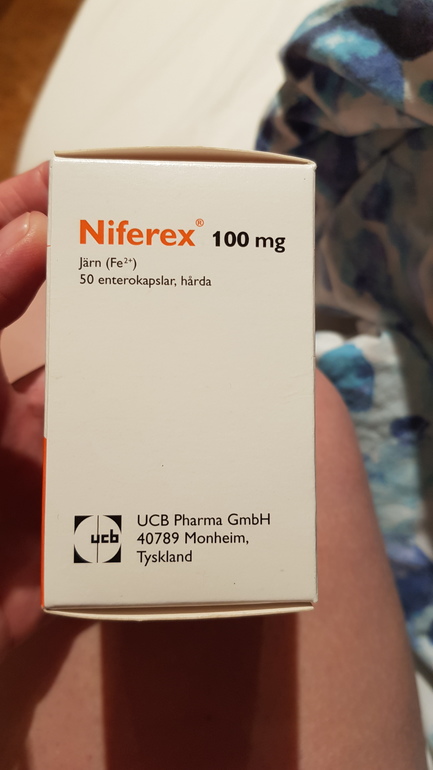 Niferex® 100 mg
Järn (Fe²⁺)
50 enterokapslar, hårda
ucb
UCB Pharma GmbH
40789 Monheim,
Tyskland